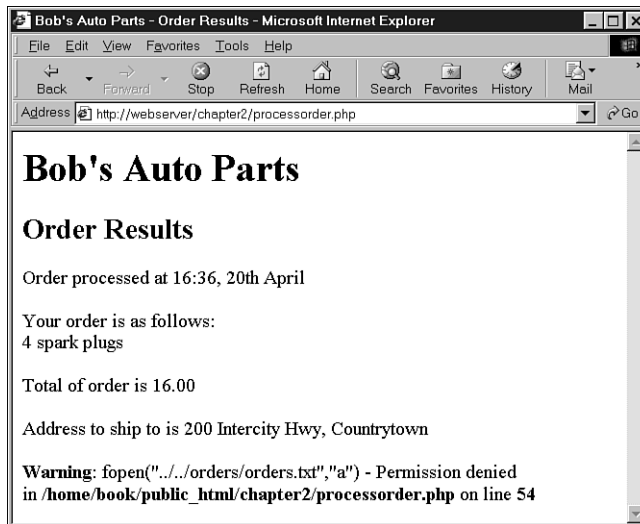 Bob's Auto Parts - Order Results - Microsoft Internet Explorer
File Edit View Favorites Tools Help
Back Forward Stop Refresh Home Search Favorites History Mail
Address http://webserver/chapter2/processorder.php Go
Bob's Auto Parts
Order Results
Order processed at 16:36, 20th April
Your order is as follows:
4 spark plugs
Total of order is 16.00
Address to ship to is 200 Intercity Hwy, Countrytown
Warning: fopen("../../orders/orders.txt","a") - Permission denied
in /home/book/public_html/chapter2/processorder.php on line 54